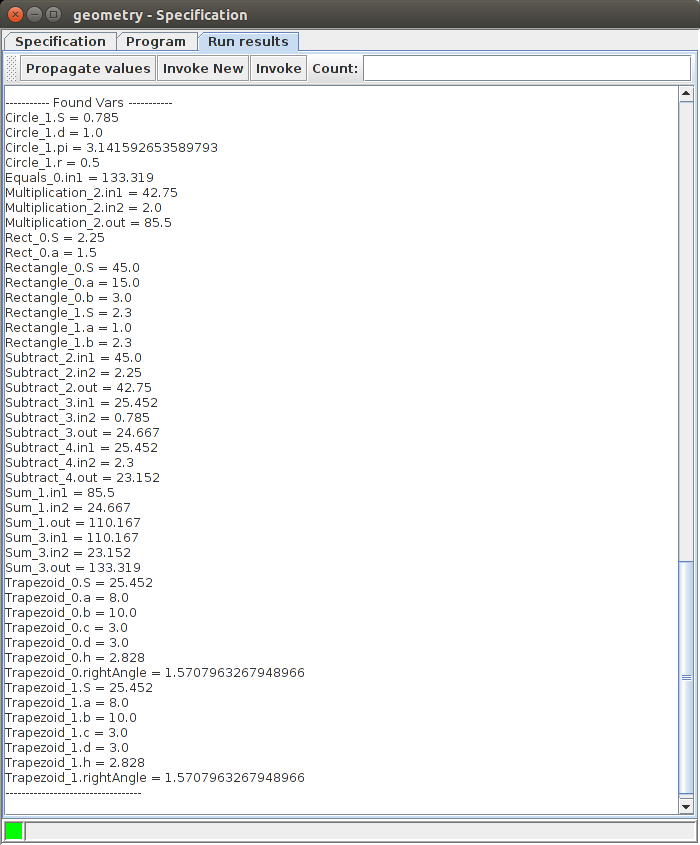 geometry - Specification
Specification Program Run results
Propagate values Invoke New Invoke Count:
----------- Found Vars -----------
Circle_1.S = 0.785
Circle_1.d = 1.0
Circle_1.pi = 3.141592653589793
Circle_1.r = 0.5
Equals_0.in1 = 133.319
Multiplication_2.in1 = 42.75
Multiplication_2.in2 = 2.0
Multiplication_2.out = 85.5
Rect_0.S = 2.25
Rect_0.a = 1.5
Rectangle_0.S = 45.0
Rectangle_0.a = 15.0
Rectangle_0.b = 3.0
Rectangle_1.S = 2.3
Rectangle_1.a = 1.0
Rectangle_1.b = 2.3
Subtract_2.in1 = 45.0
Subtract_2.in2 = 2.25
Subtract_2.out = 42.75
Subtract_3.in1 = 25.452
Subtract_3.in2 = 0.785
Subtract_3.out = 24.667
Subtract_4.in1 = 25.452
Subtract_4.in2 = 2.3
Subtract_4.out = 23.152
Sum_1.in1 = 85.5
Sum_1.in2 = 24.667
Sum_1.out = 110.167
Sum_3.in1 = 110.167
Sum_3.in2 = 23.152
Sum_3.out = 133.319
Trapezoid_0.S = 25.452
Trapezoid_0.a = 8.0
Trapezoid_0.b = 10.0
Trapezoid_0.c = 3.0
Trapezoid_0.d = 3.0
Trapezoid_0.h = 2.828
Trapezoid_0.rightAngle = 1.5707963267948966
Trapezoid_1.S = 25.452
Trapezoid_1.a = 8.0
Trapezoid_1.b = 10.0
Trapezoid_1.c = 3.0
Trapezoid_1.d = 3.0
Trapezoid_1.h = 2.828
Trapezoid_1.rightAngle = 1.5707963267948966
----------------------------------